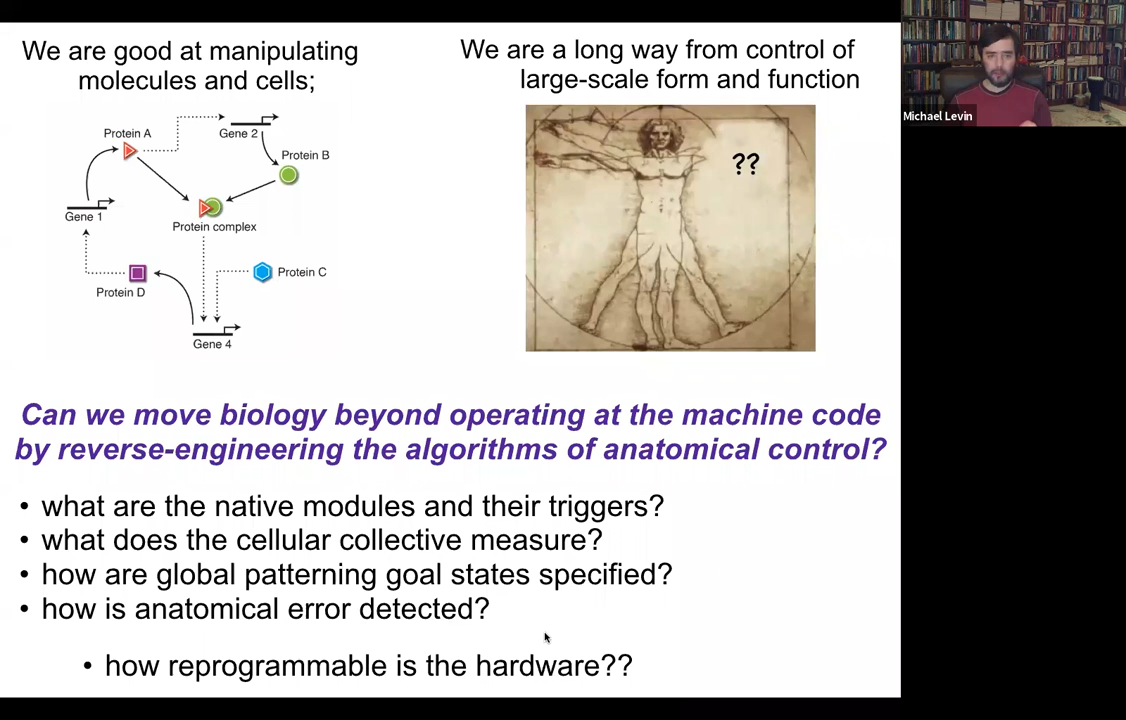 We are good at manipulating
molecules and cells;
We are a long way from control of
large-scale form and function
Michael Levin
Protein A
Gene 2
Protein B
Gene 1
Protein complex
Protein C
Protein D
Gene 4
??
Can we move biology beyond operating at the machine code
by reverse-engineering the algorithms of anatomical control?
• what are the native modules and their triggers?
• what does the cellular collective measure?
• how are global patterning goal states specified?
• how is anatomical error detected?
• how reprogrammable is the hardware??